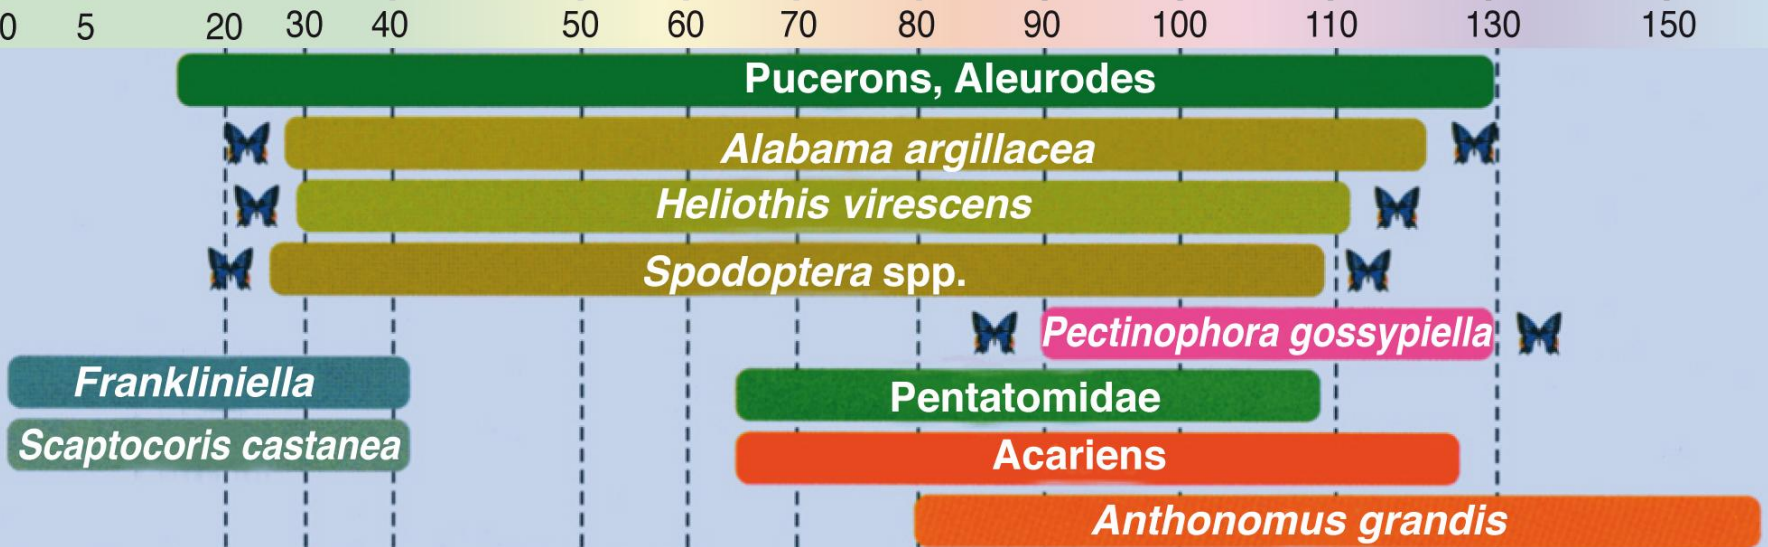 0 5 20 30 40 50 60 70 80 90 100 110 130 150
Pucerons, Aleurodes
Alabama argillacea
Heliothis virescens
Spodoptera spp.
Pectinophora gossypiella
Frankliniella
Pentatomidae
Scaptocoris castanea
Acariens
Anthonomus grandis